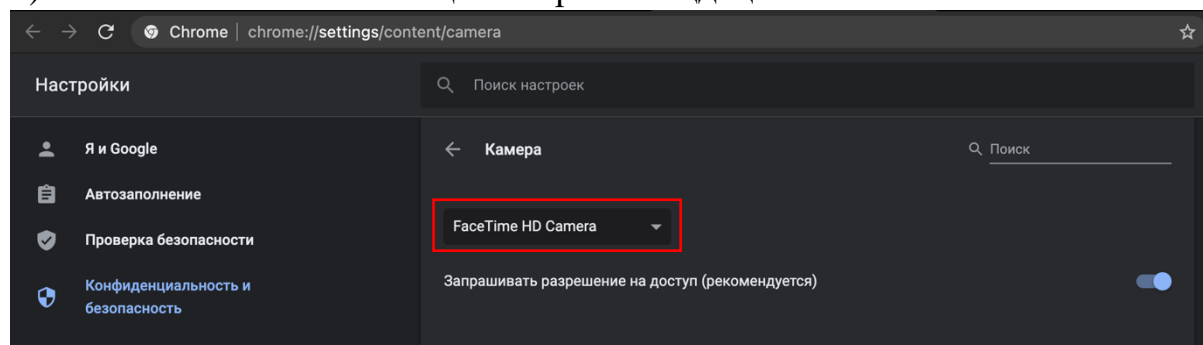 Chrome | chrome://settings/content/camera
Настройки
Поиск настроек
Я и Google
Автозаполнение
Проверка безопасности
Конфиденциальность и
безопасность
Камера
Поиск
FaceTime HD Camera
Запрашивать разрешение на доступ (рекомендуется)